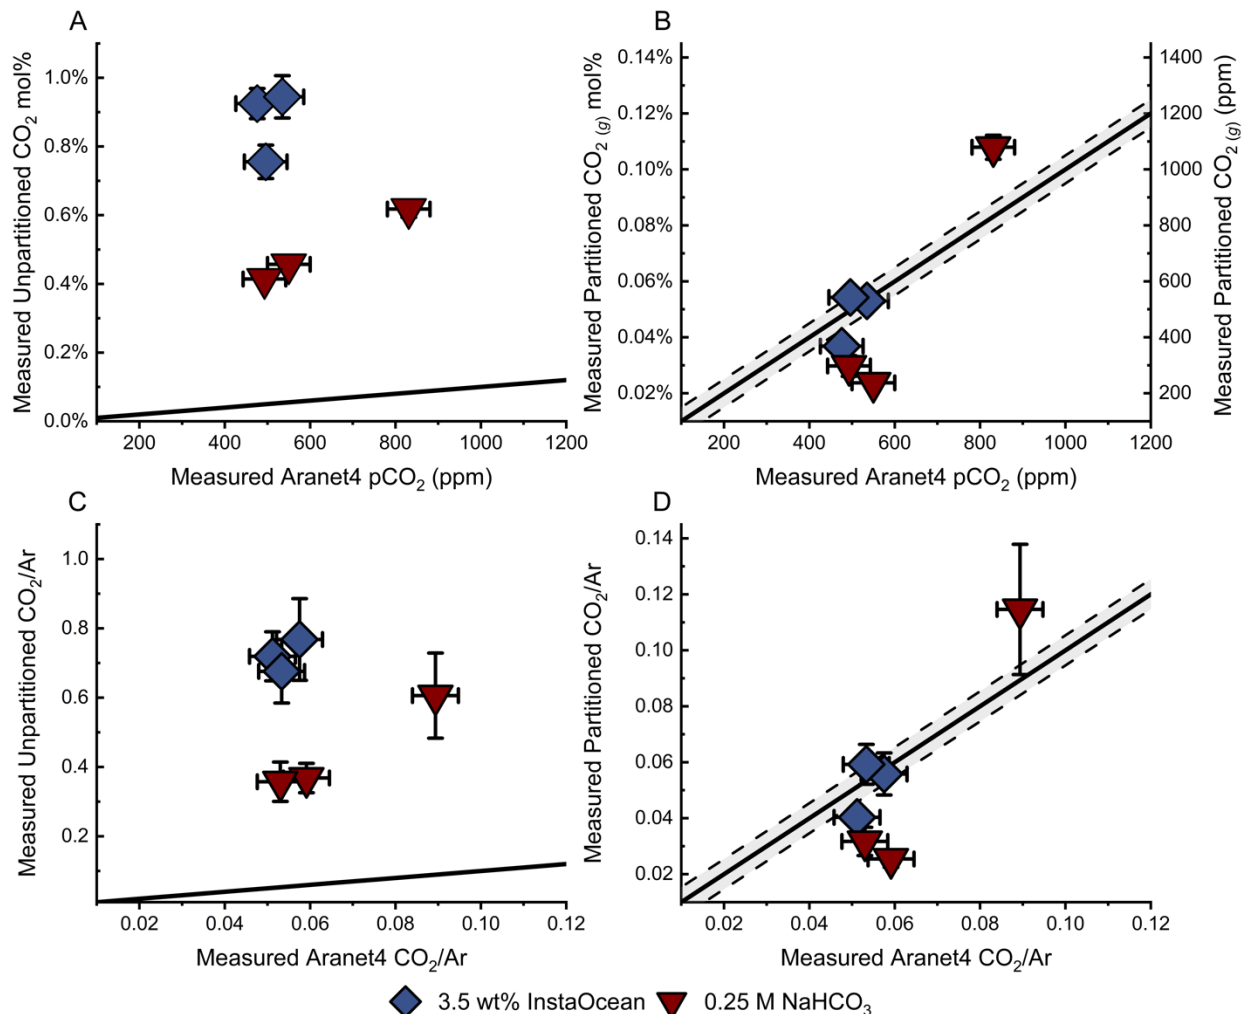 A
Measured Unpartitioned CO₂ mol%
1.0%
0.8%
0.6%
0.4%
0.2%
0.0%
200 400 600 800 1000 1200
Measured Aranet4 pCO₂ (ppm)
B
Measured Partitioned CO₂ (g) mol%
0.14%
0.12%
0.10%
0.08%
0.06%
0.04%
0.02%
1400
1200
1000
800
600
400
200
Measured Partitioned CO₂ (g) (ppm)
200 400 600 800 1000 1200
Measured Aranet4 pCO₂ (ppm)
C
Measured Unpartitioned CO₂/Ar
1.0
0.8
0.6
0.4
0.2
0.02 0.04 0.06 0.08 0.10 0.12
Measured Aranet4 CO₂/Ar
D
Measured Partitioned CO₂/Ar
0.14
0.12
0.10
0.08
0.06
0.04
0.02
0.02 0.04 0.06 0.08 0.10 0.12
Measured Aranet4 CO₂/Ar
3.5 wt% InstaOcean 0.25 M NaHCO₃